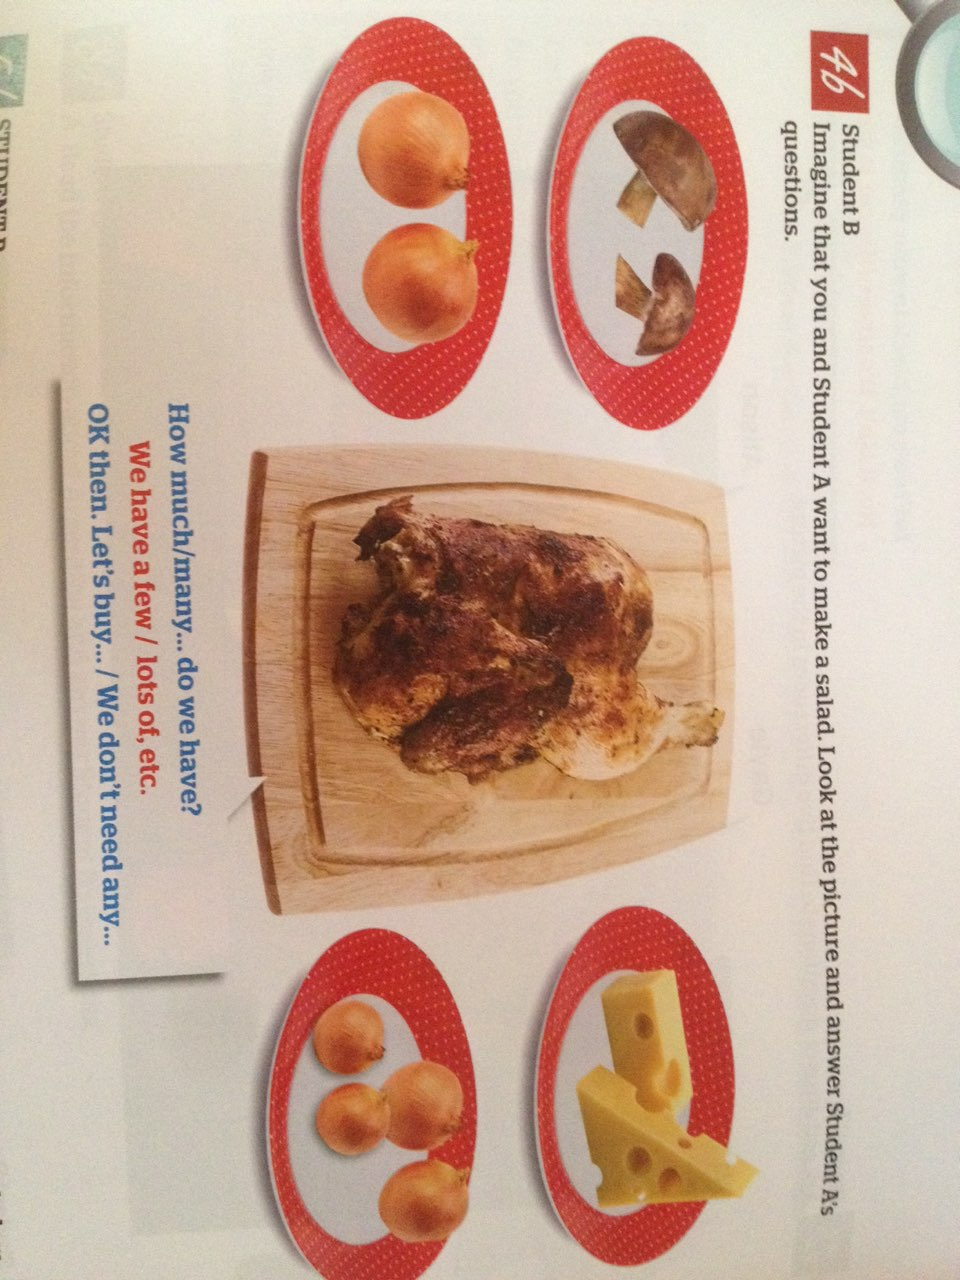 4b Student B
Imagine that you and Student A want to make a salad. Look at the picture and answer Student A's
questions.
How much/many... do we have?
We have a few / lots of, etc.
OK then. Let's buy... / We don't need any...
STUDENT B